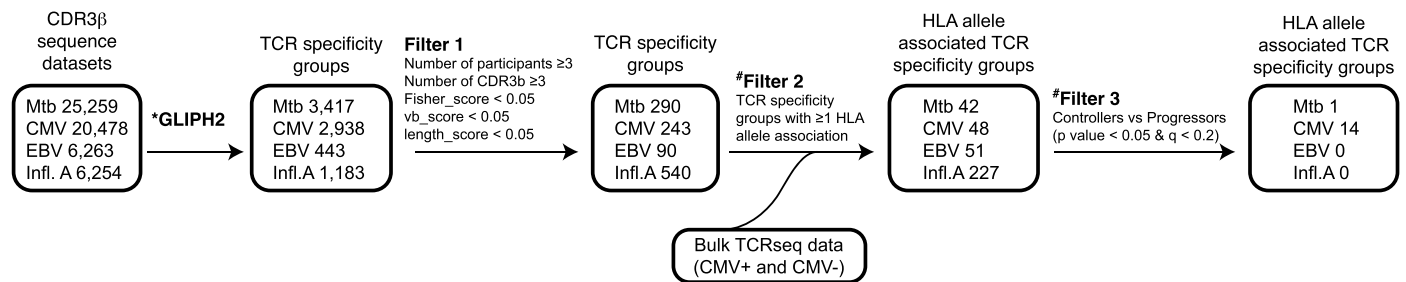 CDR3β
sequence
datasets
Mtb 25,259
CMV 20,478
EBV 6,263
Infl. A 6,254
*GLIPH2
TCR specificity
groups
Mtb 3,417
CMV 2,938
EBV 443
Infl.A 1,183
Filter 1
Number of participants ≥3
Number of CDR3b ≥3
Fisher_score < 0.05
vb_score < 0.05
length_score < 0.05
TCR specificity
groups
Mtb 290
CMV 243
EBV 90
Infl.A 540
#Filter 2
TCR specificity
groups with ≥1 HLA
allele association
Bulk TCRseq data
(CMV+ and CMV-)
HLA allele
associated TCR
specificity groups
Mtb 42
CMV 48
EBV 51
Infl.A 227
#Filter 3
Controllers vs Progressors
(p value < 0.05 & q < 0.2)
HLA allele
associated TCR
specificity groups
Mtb 1
CMV 14
EBV 0
Infl.A 0